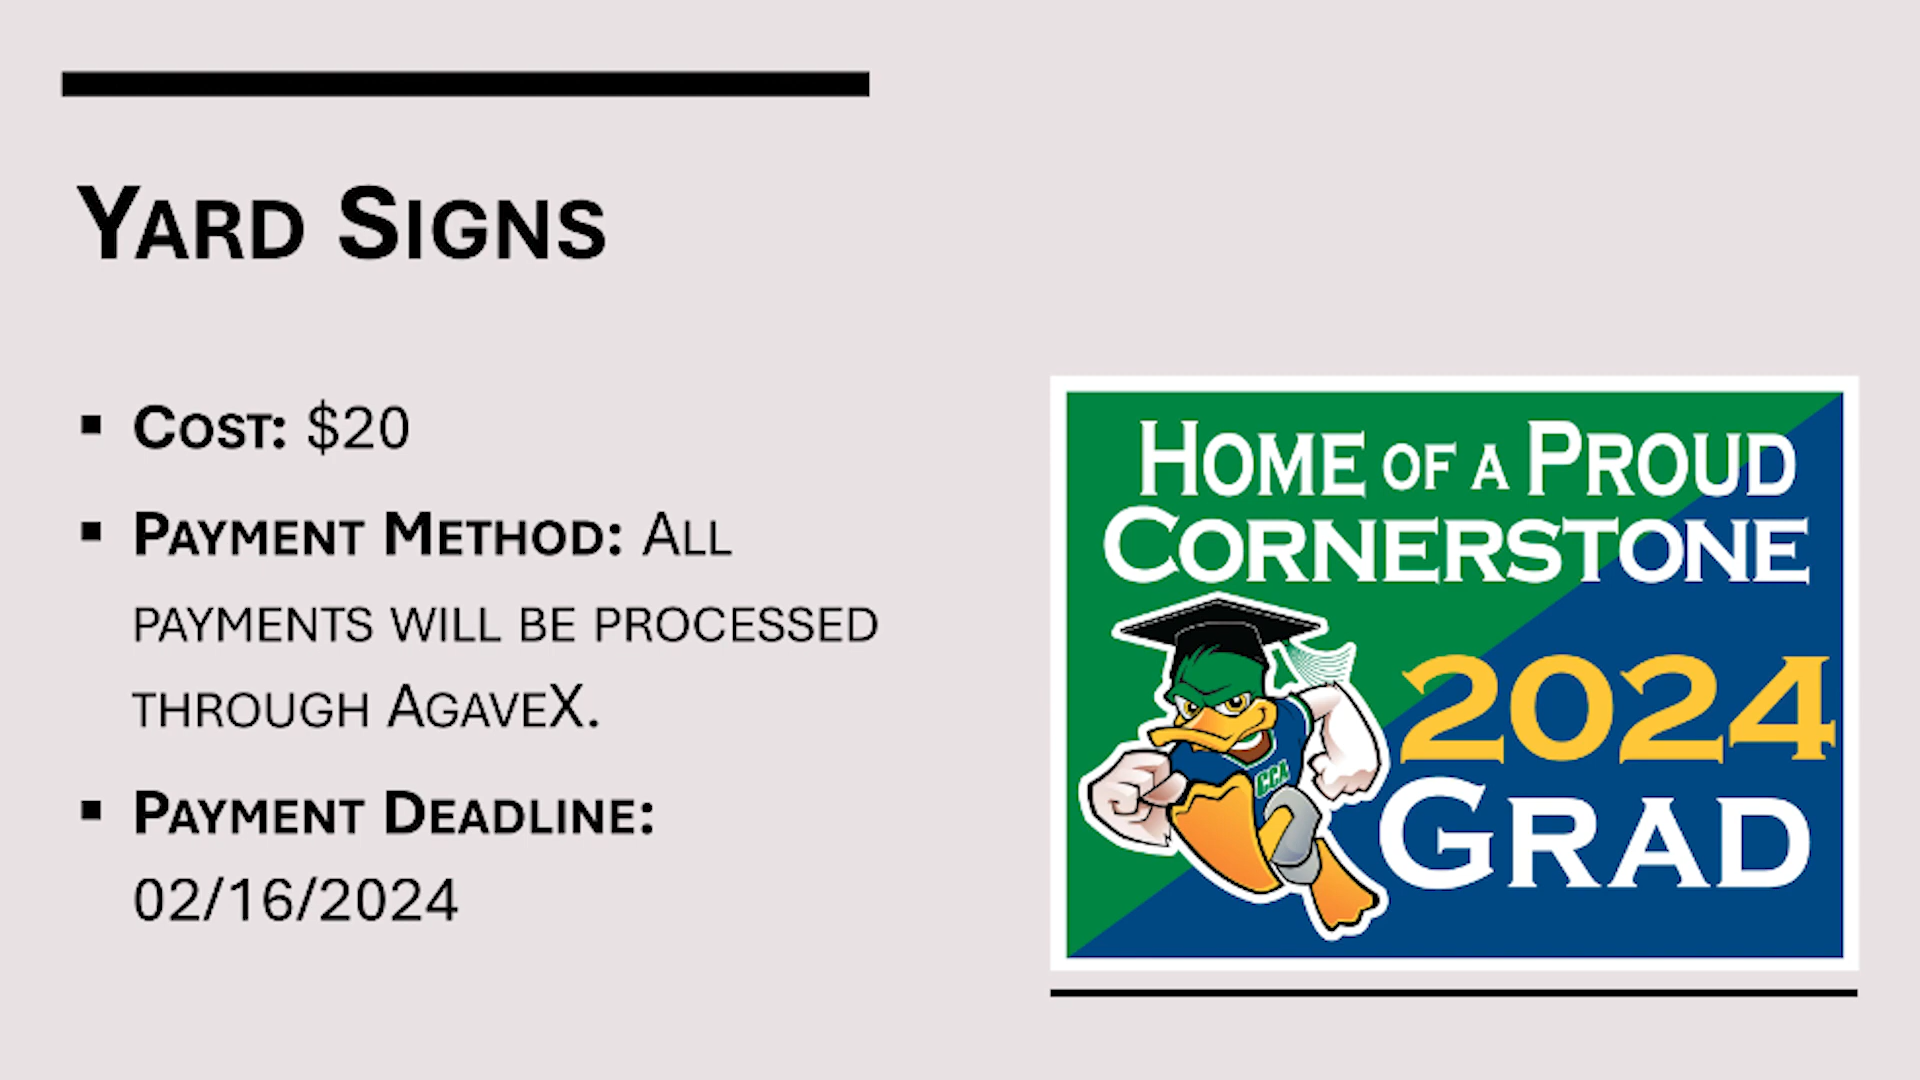 Yard Signs
▪ Cost: $20
▪ Payment Method: All
payments will be processed
through AgaveX.
▪ Payment Deadline:
02/16/2024
Home of a Proud
Cornerstone
2024
Grad
CCA